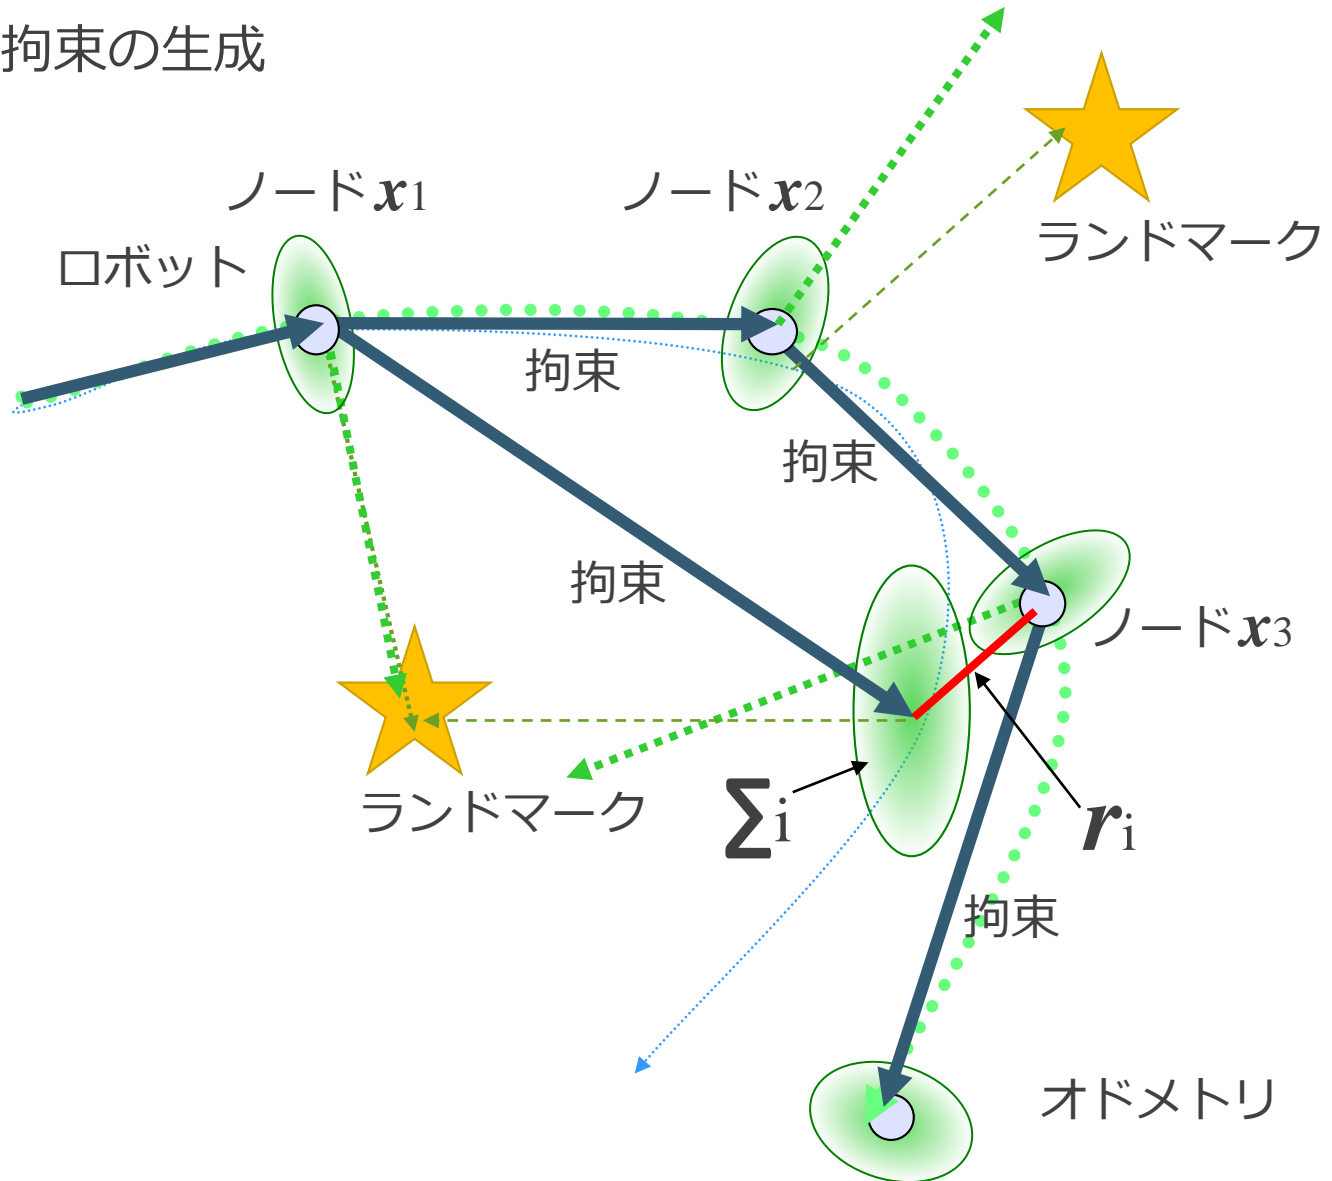 拘束の生成
ノードx1
ノードx2
ランドマーク
ロボット
拘束
拘束
拘束
ノードx3
ランドマーク
Σi
ri
拘束
オドメトリ